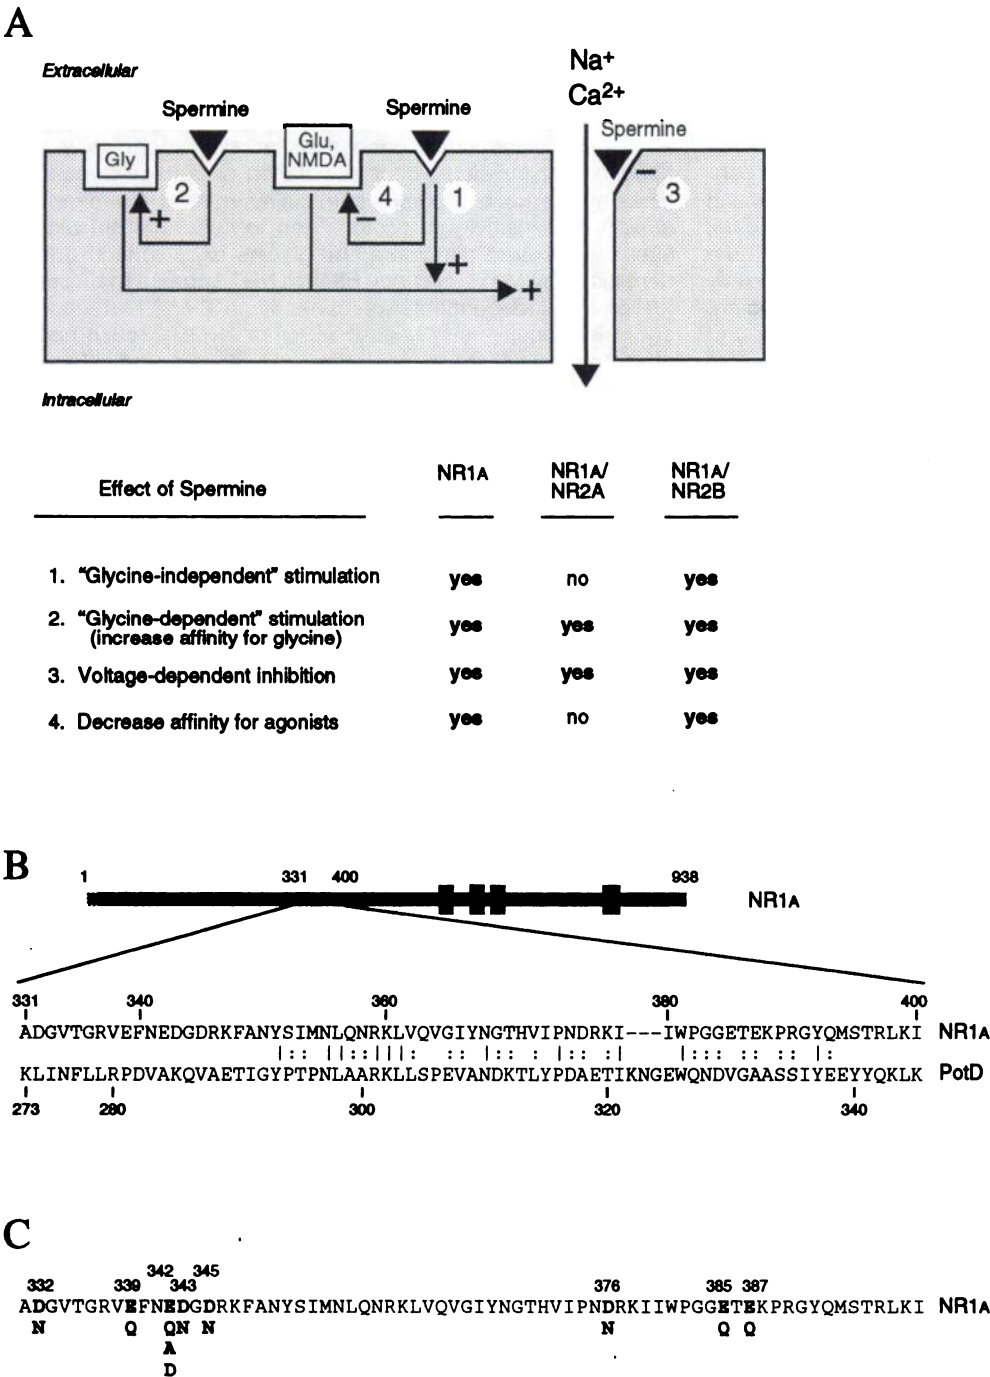 A
Extracellular
Na+
Ca2+
Spermine
Spermine
Spermine
Gly
Glu,
NMDA
2
+
4
−
1
+
+
−
3
Intracellular
Effect of Spermine
NR1A
NR1A/
NR2A
NR1A/
NR2B
1. "Glycine-independent" stimulation yes no yes
2. "Glycine-dependent" stimulation
(increase affinity for glycine) yes yes yes
3. Voltage-dependent inhibition yes yes yes
4. Decrease affinity for agonists yes no yes
B
1 331 400 938
NR1A
331 340 360 380 400
ADGVTGRVEFNEDGDRKFANYSIMNLQNRKLVQVGIYNGTHVIPNDRKI---IWPGGETEKPRGYQMSTRLKI NR1A
KLINFLLRPDVAKQVAETIGYPTPNLAARKLLSPEVANDKTLYPDAETIKNGEWQNDVGAASSIYEEYYQKLK PotD
273 280 300 320 340
C
332 339 342 343 345 376 385 387
ADGVTGRVEFNEDGDRKFANYSIMNLQNRKLVQVGIYNGTHVIPNDRKIIWPGGETEKPRGYQMSTRLKI NR1A
N Q Q N N N Q Q
A
D